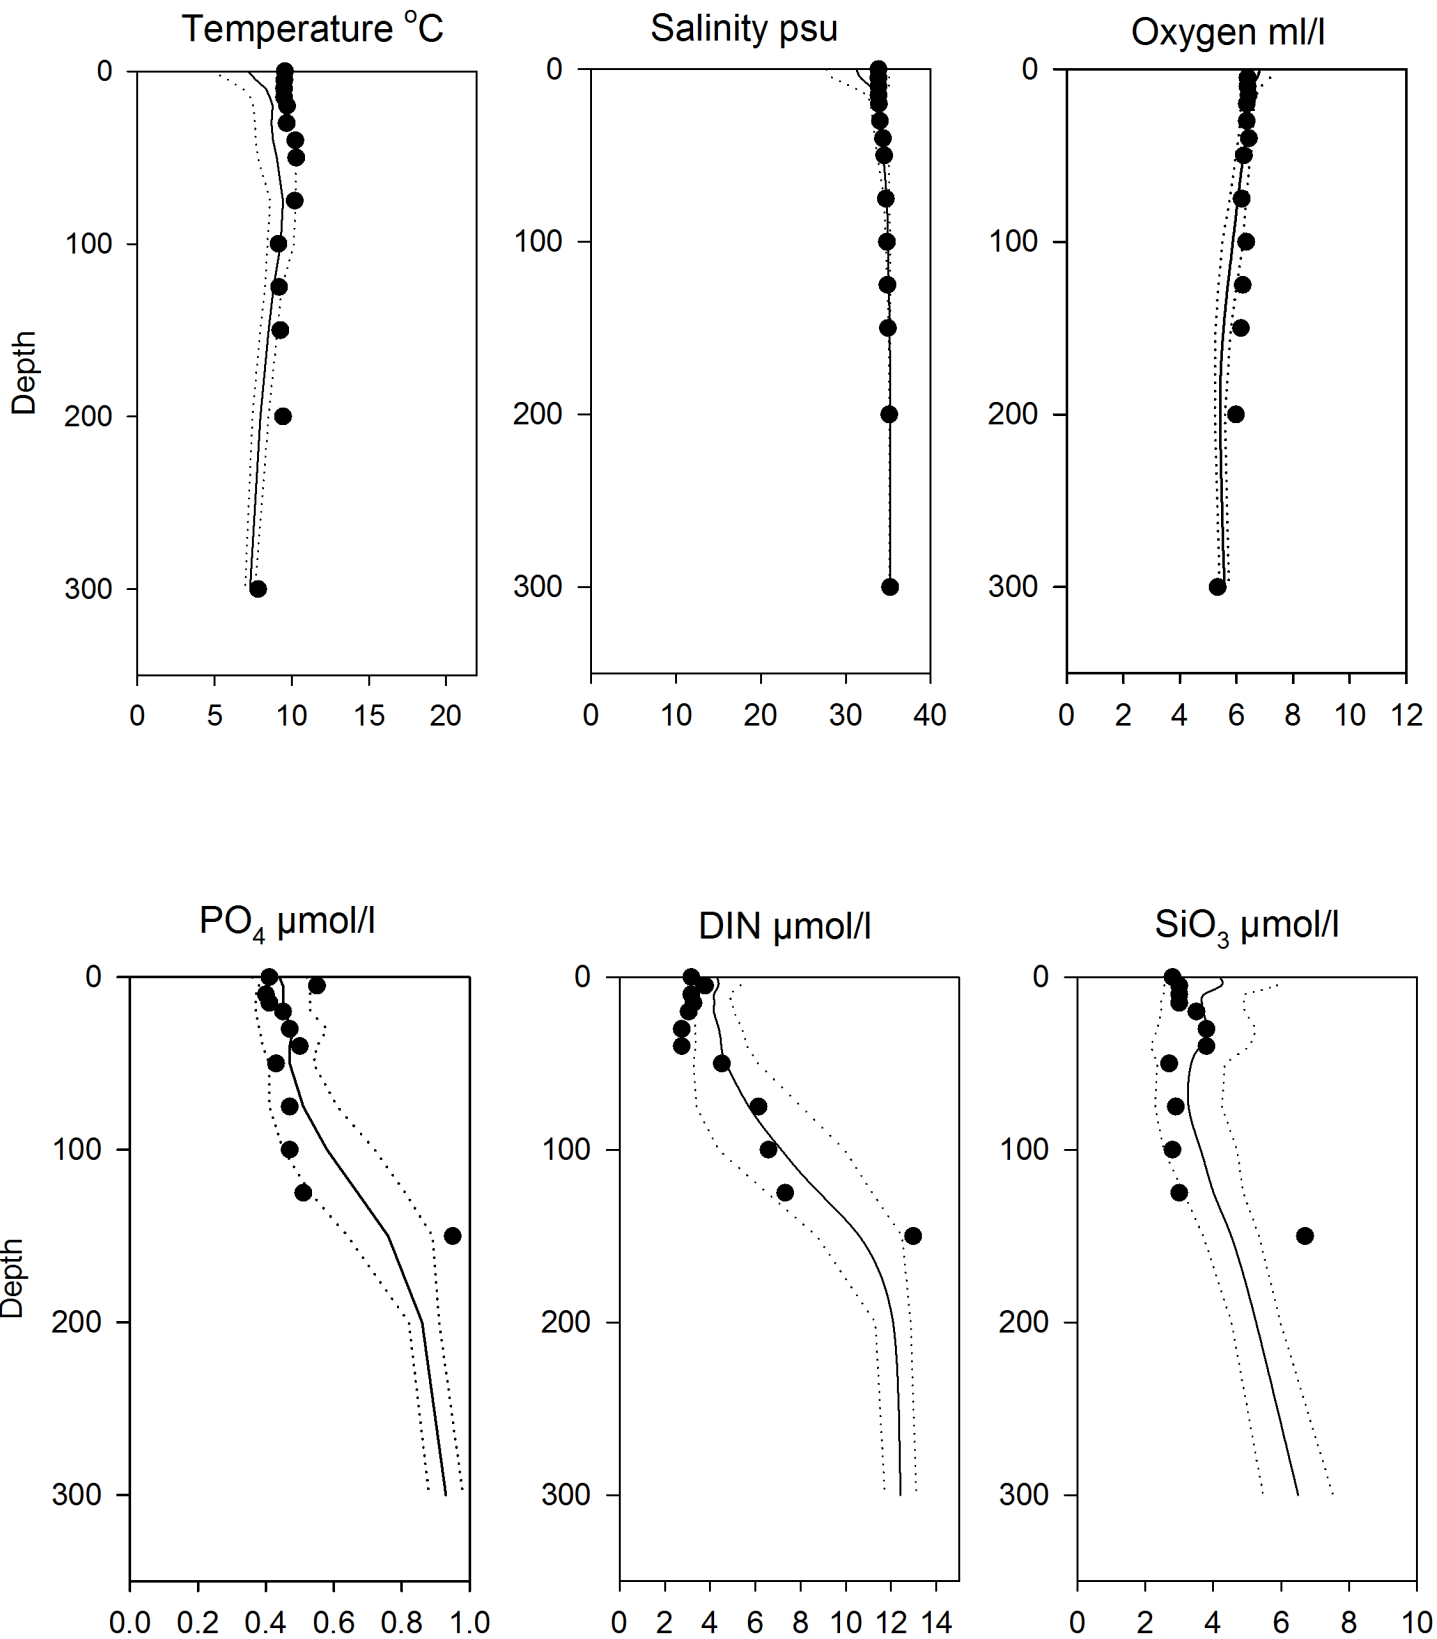 Temperature °C
Salinity psu
Oxygen ml/l
0
100
200
300
Depth
0 5 10 15 20
0
100
200
300
0 10 20 30 40
0
100
200
300
0 2 4 6 8 10 12
PO₄ µmol/l
DIN µmol/l
SiO₃ µmol/l
0
100
200
300
Depth
0.0 0.2 0.4 0.6 0.8 1.0
0
100
200
300
0 2 4 6 8 10 12 14
0
100
200
300
0 2 4 6 8 10